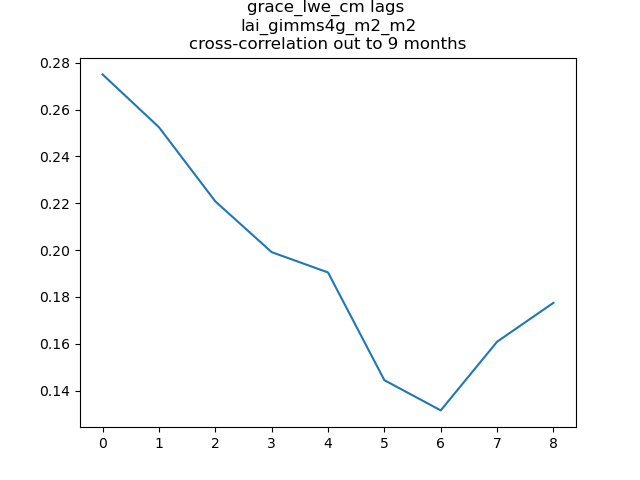 grace_lwe_cm lags
lai_gimms4g_m2_m2
cross-correlation out to 9 months
0.28
0.26
0.24
0.22
0.20
0.18
0.16
0.14
0 1 2 3 4 5 6 7 8